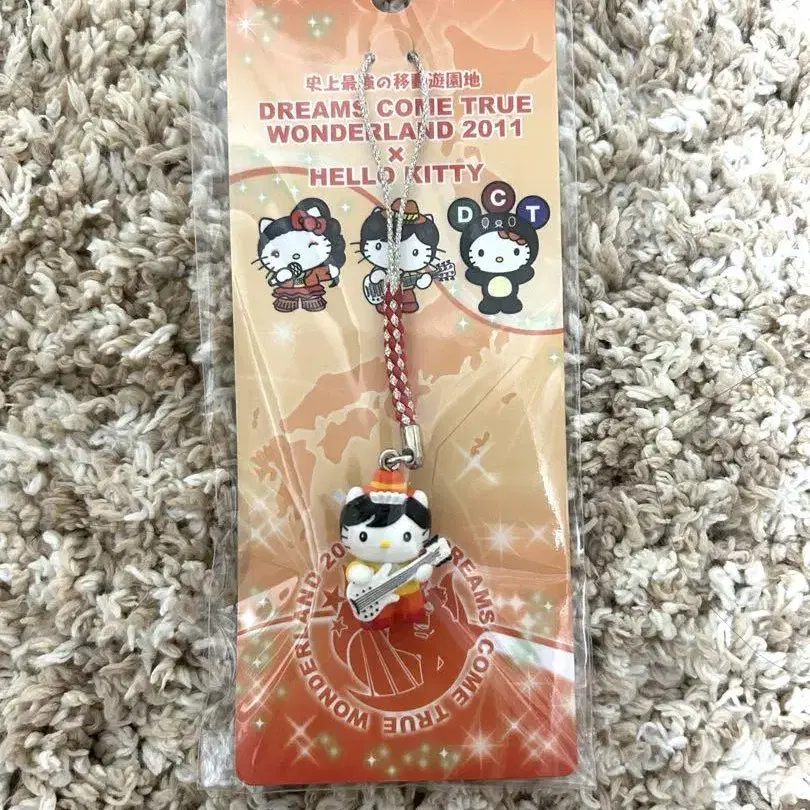 史上最強の移動遊園地
DREAMS COME TRUE
WONDERLAND 2011
×
HELLO KITTY
D C T
DREAMS COME TRUE WONDERLAND 20